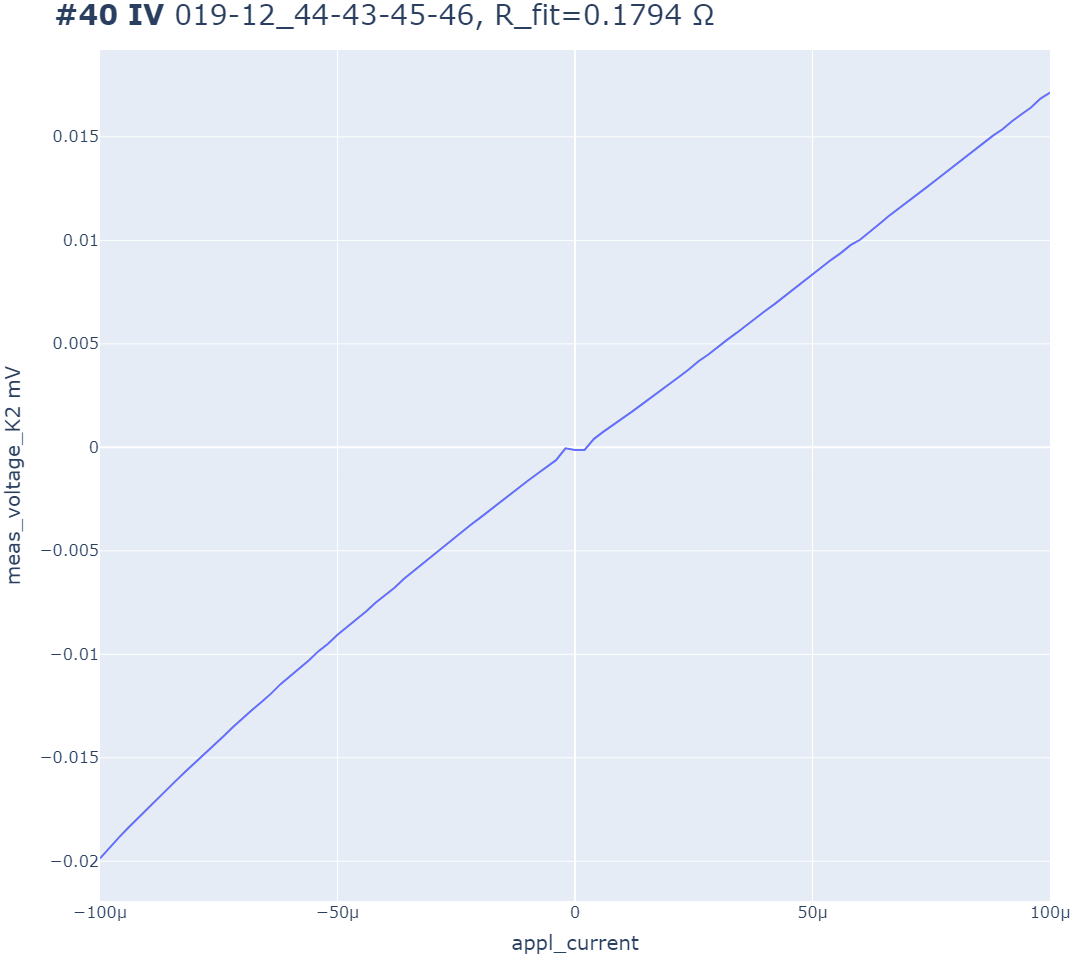 #40 IV 019-12_44-43-45-46, R_fit=0.1794 Ω
0.015
0.01
0.005
0
−0.005
−0.01
−0.015
−0.02
meas_voltage_K2 mV
−100μ
−50μ
0
50μ
100μ
appl_current